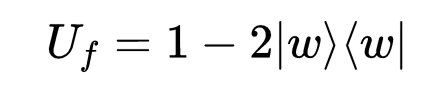 U_f = 1 − 2|w⟩⟨w|